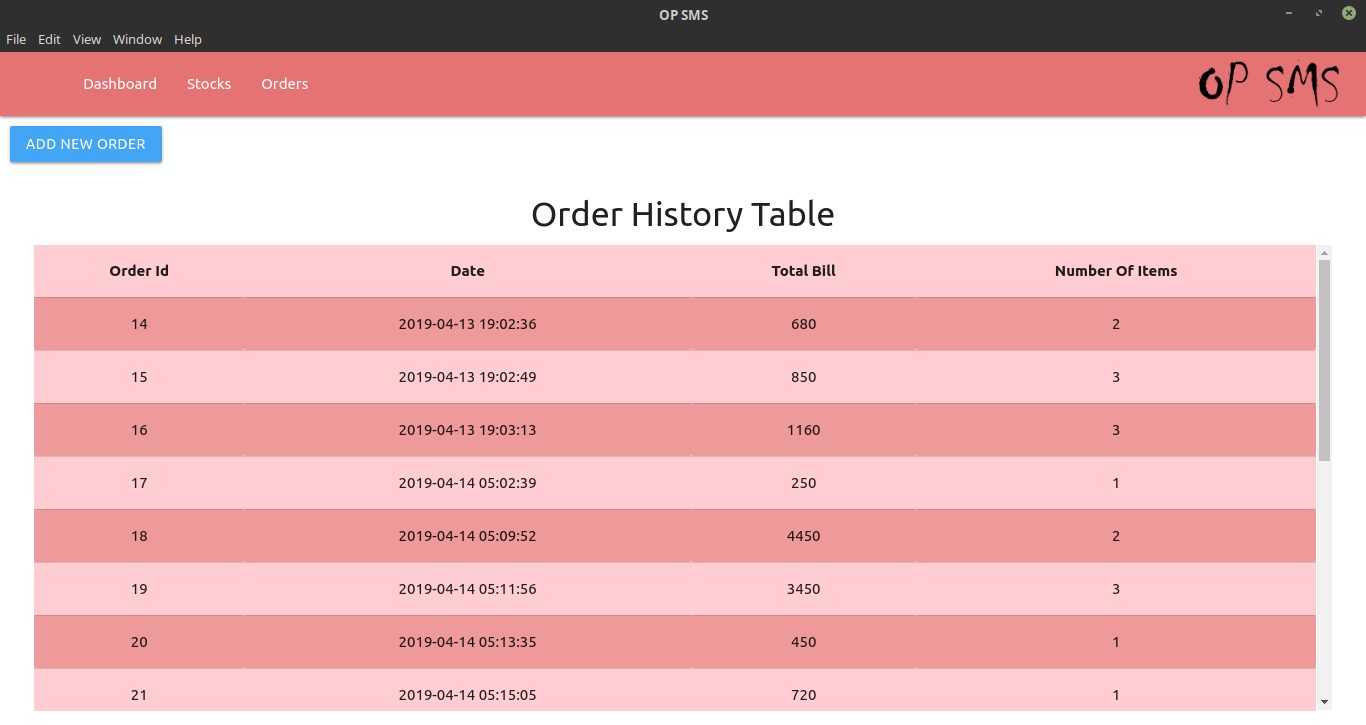 OP SMS
File Edit View Window Help
Dashboard Stocks Orders OP SMS
ADD NEW ORDER
Order History Table
Order Id Date Total Bill Number Of Items
14 2019-04-13 19:02:36 680 2
15 2019-04-13 19:02:49 850 3
16 2019-04-13 19:03:13 1160 3
17 2019-04-14 05:02:39 250 1
18 2019-04-14 05:09:52 4450 2
19 2019-04-14 05:11:56 3450 3
20 2019-04-14 05:13:35 450 1
21 2019-04-14 05:15:05 720 1